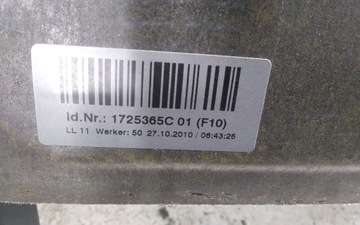 Id.Nr.: 1725365C 01 (F10)
LL 11 Werker: 50 27.10.2010 / 06:43:26